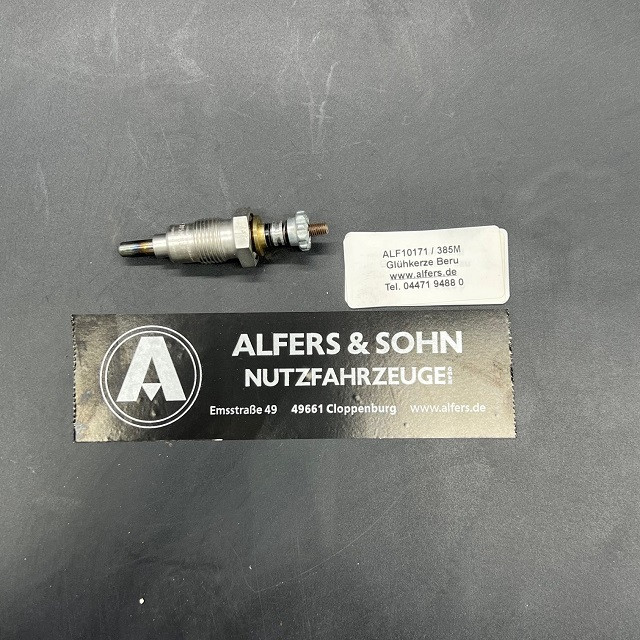 ALF10171 / 385M
Glühkerze Beru
www.alfers.de
Tel. 04471 9488 0
A
ALFERS & SOHN
NUTZFAHRZEUGE
Emsstraße 49 49661 Cloppenburg www.alfers.de